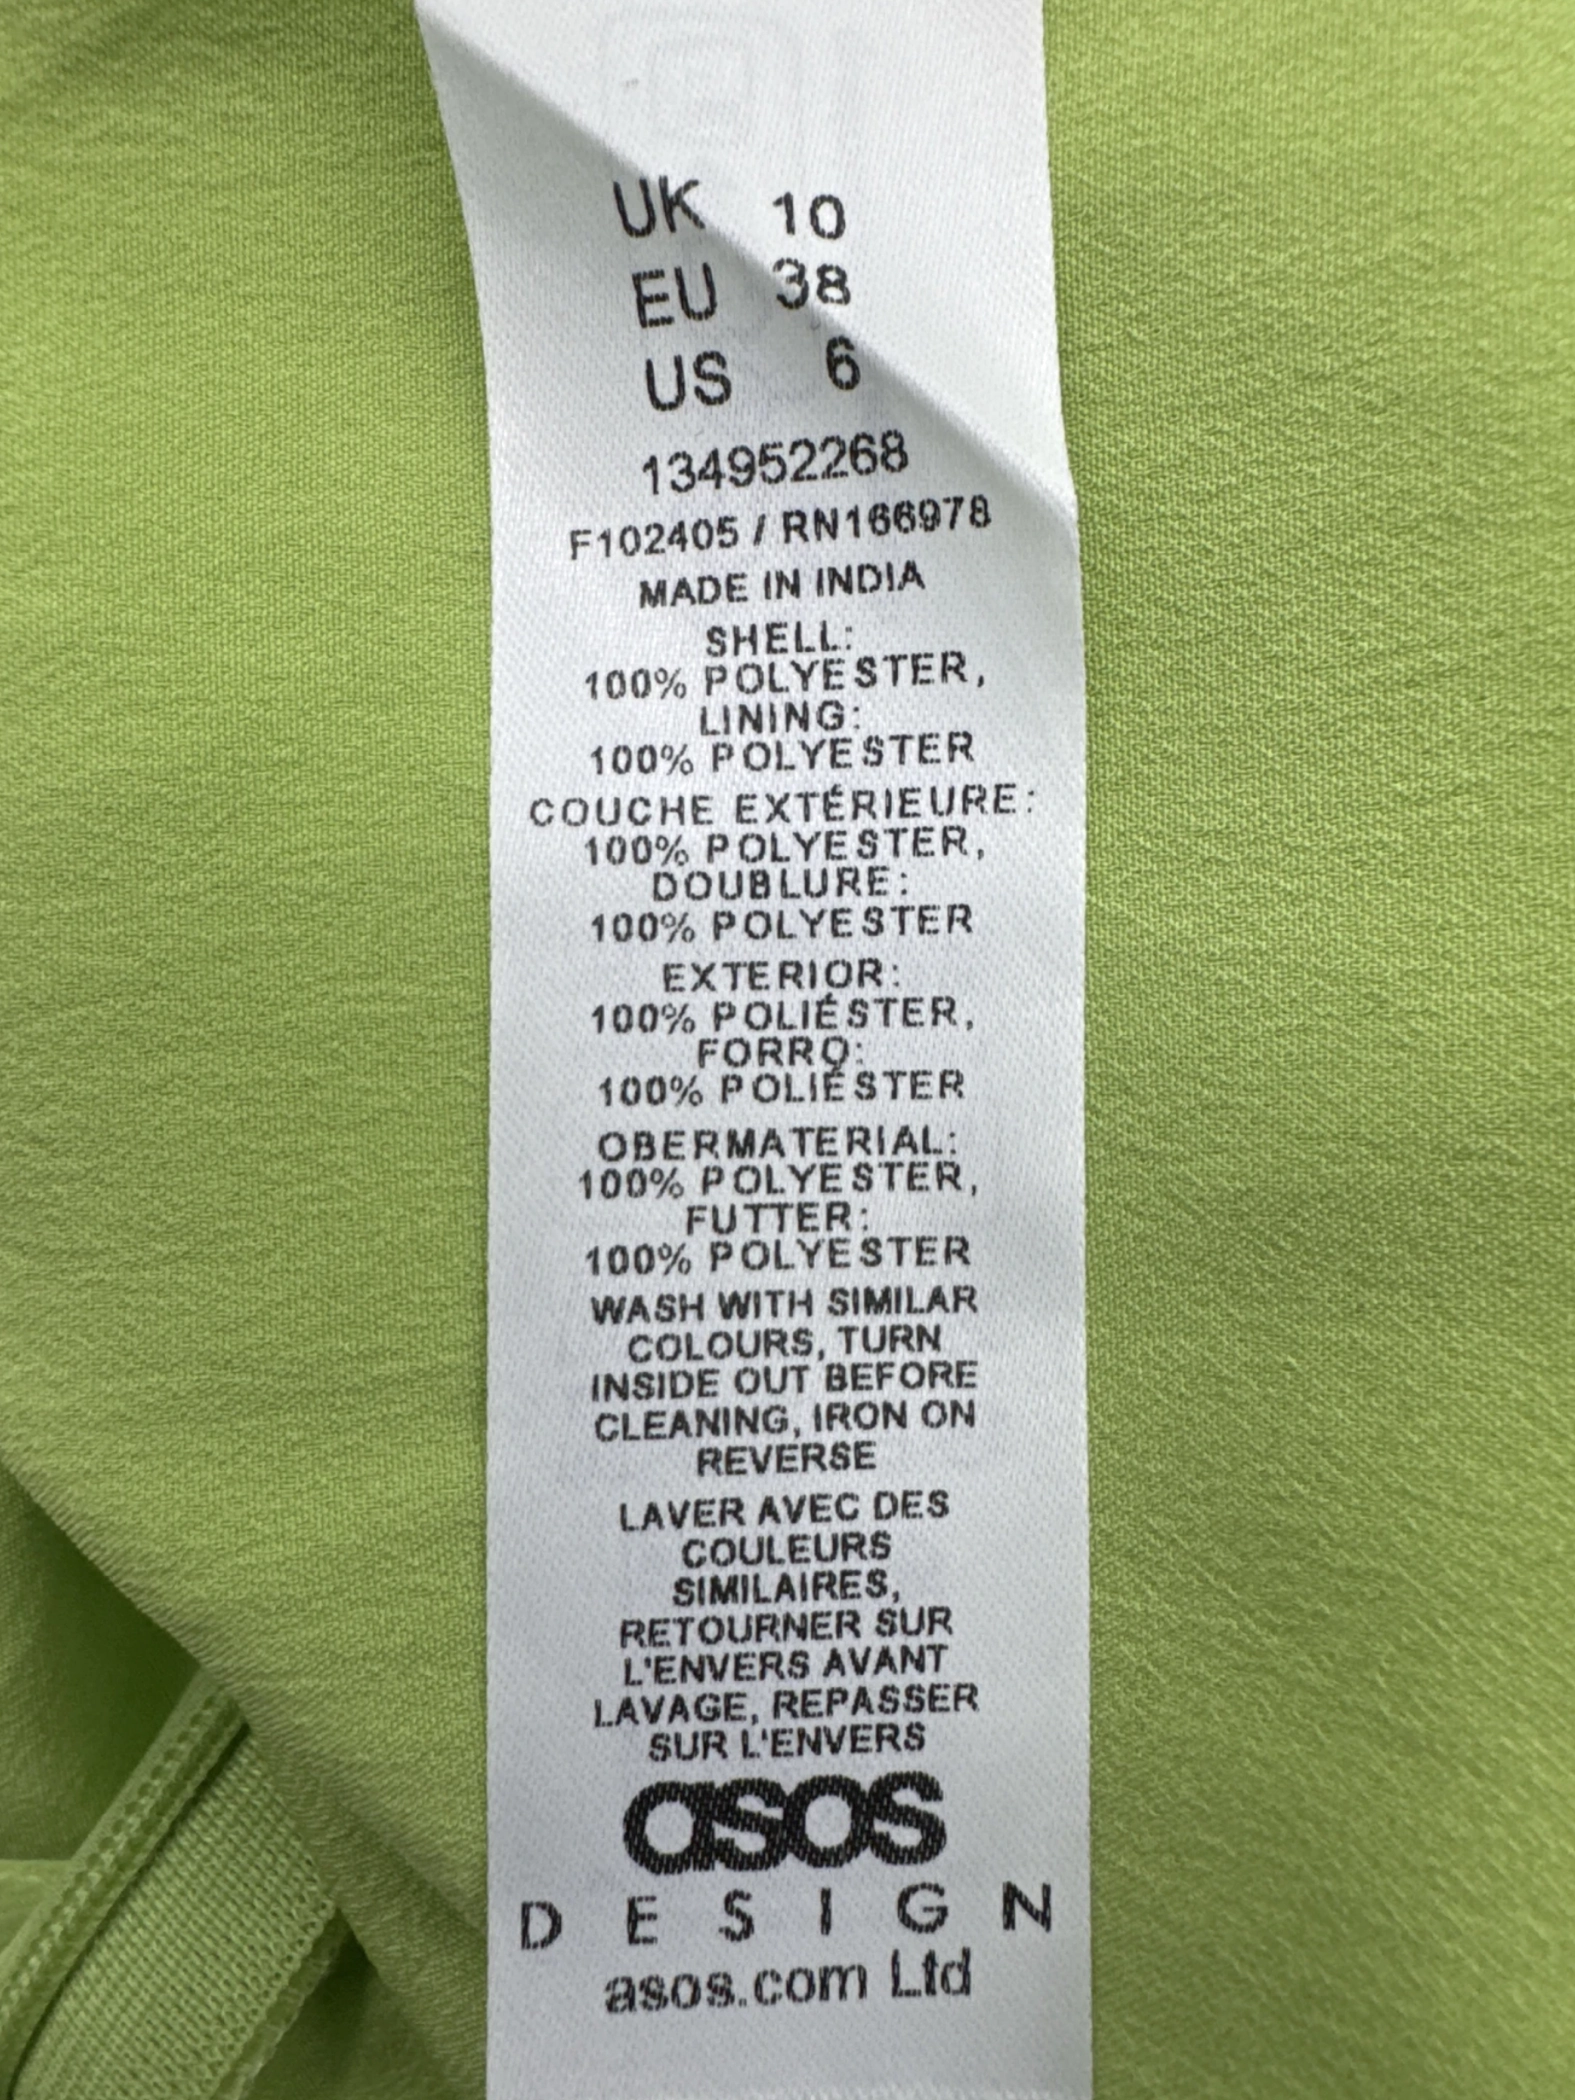 UK 10
EU 38
US 6
134952268
F102405 / RN166978
MADE IN INDIA
SHELL:
100% POLYESTER,
LINING:
100% POLYESTER
COUCHE EXTÉRIEURE:
100% POLYESTER,
DOUBLURE:
100% POLYESTER
EXTERIOR:
100% POLIÉSTER,
FORRO:
100% POLIÉSTER
OBERMATERIAL:
100% POLYESTER,
FUTTER:
100% POLYESTER
WASH WITH SIMILAR
COLOURS, TURN
INSIDE OUT BEFORE
CLEANING, IRON ON
REVERSE
LAVER AVEC DES
COULEURS
SIMILAIRES,
RETOURNER SUR
L'ENVERS AVANT
LAVAGE, REPASSER
SUR L'ENVERS
asos
DESIGN
asos.com Ltd